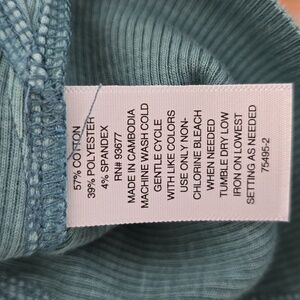 57% COTTON
39% POLYESTER
4% SPANDEX
RN# 93677
MADE IN CAMBODIA
MACHINE WASH COLD
GENTLE CYCLE
WITH LIKE COLORS
USE ONLY NON-
CHLORINE BLEACH
WHEN NEEDED
TUMBLE DRY LOW
IRON ON LOWEST
SETTING AS NEEDED
75485-2